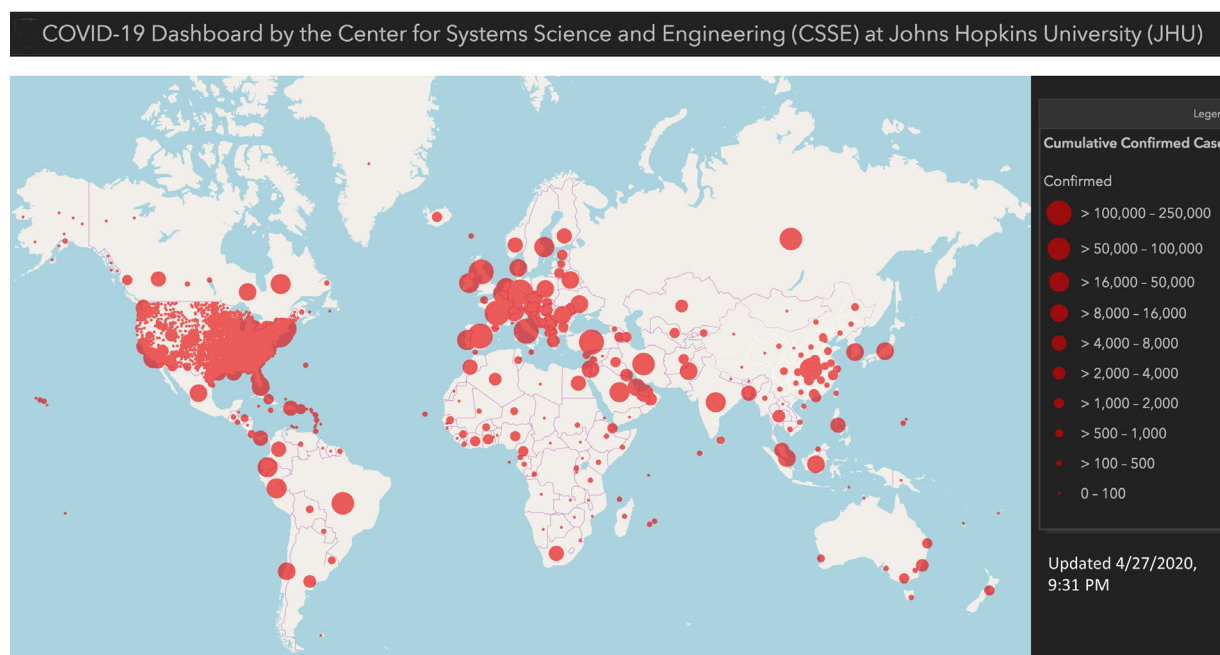 COVID-19 Dashboard by the Center for Systems Science and Engineering (CSSE) at Johns Hopkins University (JHU)
Legen
Cumulative Confirmed Case
Confirmed
> 100,000 – 250,000
> 50,000 – 100,000
> 16,000 – 50,000
> 8,000 – 16,000
> 4,000 – 8,000
> 2,000 – 4,000
> 1,000 – 2,000
> 500 – 1,000
> 100 – 500
0 – 100
Updated 4/27/2020,
9:31 PM